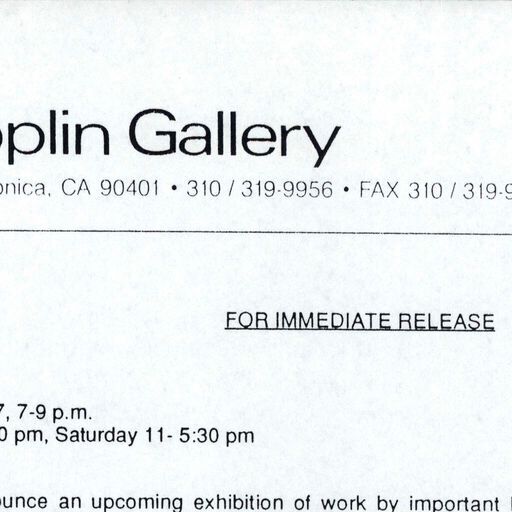 plin Gallery
onica, CA 90401 • 310 / 319-9956 • FAX 310 / 319-9
FOR IMMEDIATE RELEASE
7, 7-9 p.m.
0 pm, Saturday 11- 5:30 pm
ounce an upcoming exhibition of work by important